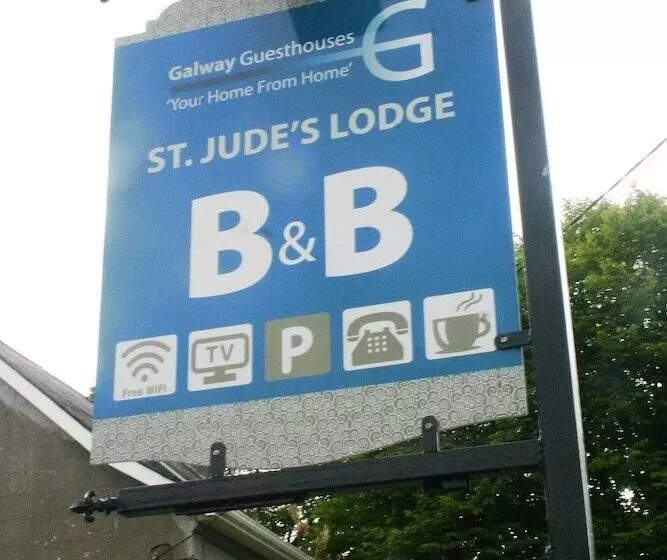 Galway Guesthouses
G
'Your Home From Home'
ST. JUDE'S LODGE
B&B
Free WiFi
TV
P